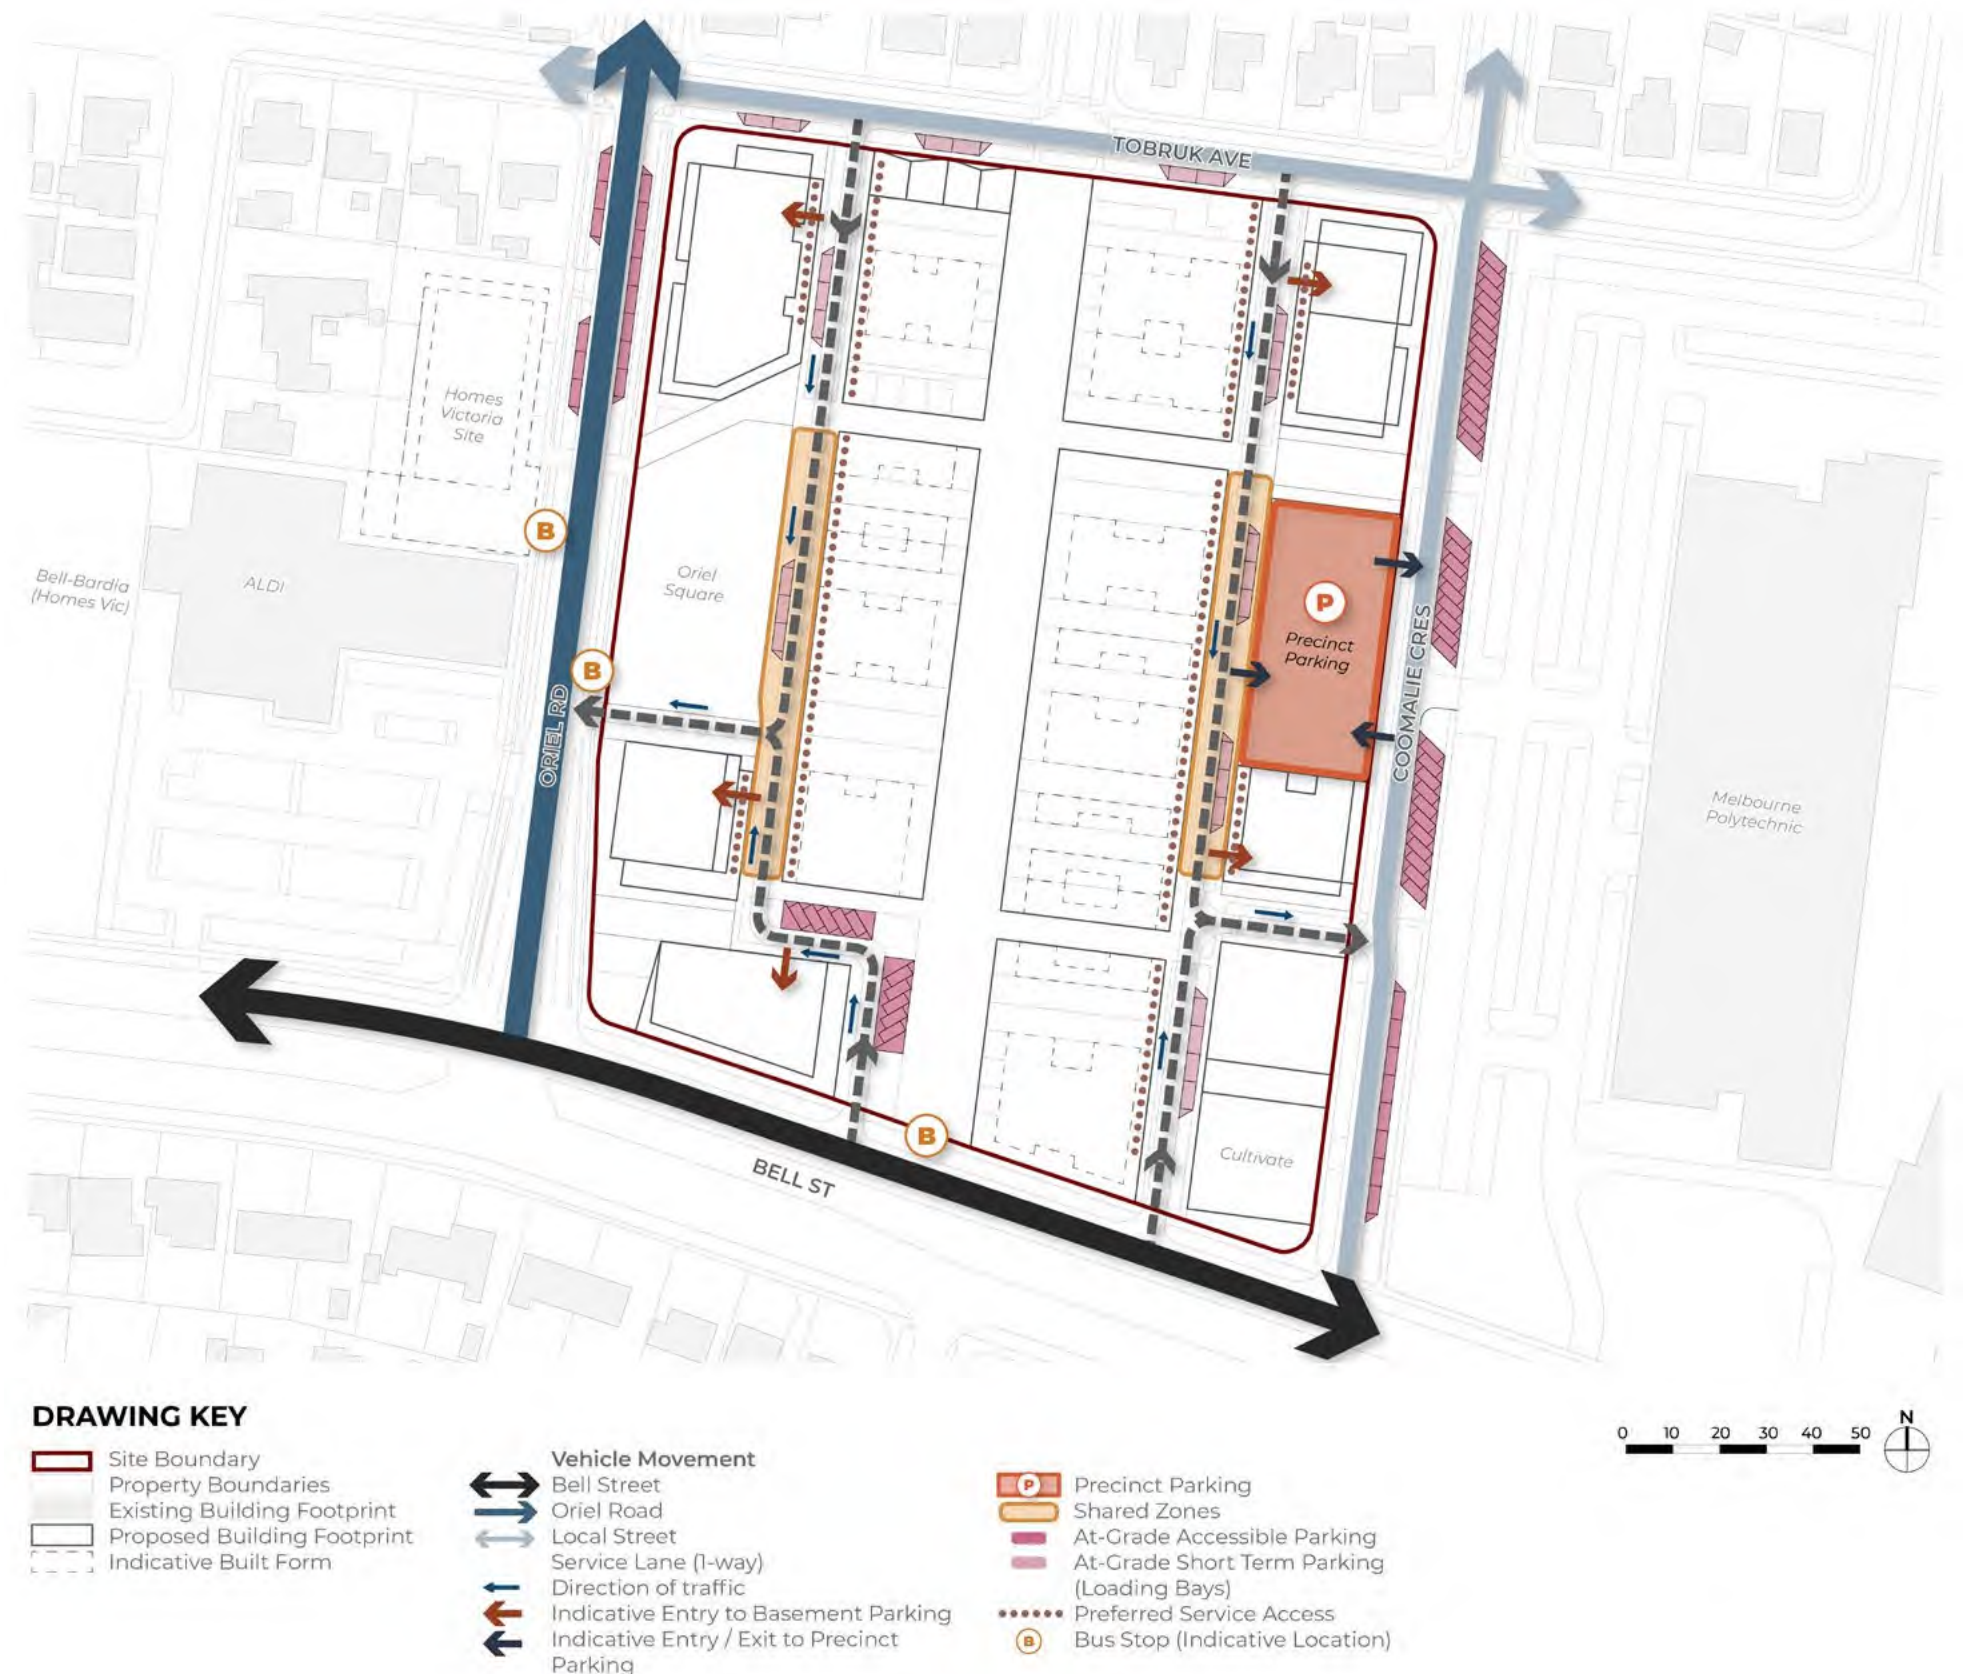 TOBRUK AVE
Homes
Victoria
Site
B
Bell-Bardia
(Homes Vic)
ALDI
Oriel
Square
P
Precinct
Parking
B
ORIEL RD
COOMALIE CRES
Melbourne
Polytechnic
B
BELL ST
Cultivate
DRAWING KEY
Site Boundary
Property Boundaries
Existing Building Footprint
Proposed Building Footprint
Indicative Built Form
Vehicle Movement
Bell Street
Oriel Road
Local Street
Service Lane (1-way)
Direction of traffic
Indicative Entry to Basement Parking
Indicative Entry / Exit to Precinct
Parking
P Precinct Parking
Shared Zones
At-Grade Accessible Parking
At-Grade Short Term Parking
(Loading Bays)
Preferred Service Access
B Bus Stop (Indicative Location)
0 10 20 30 40 50
N